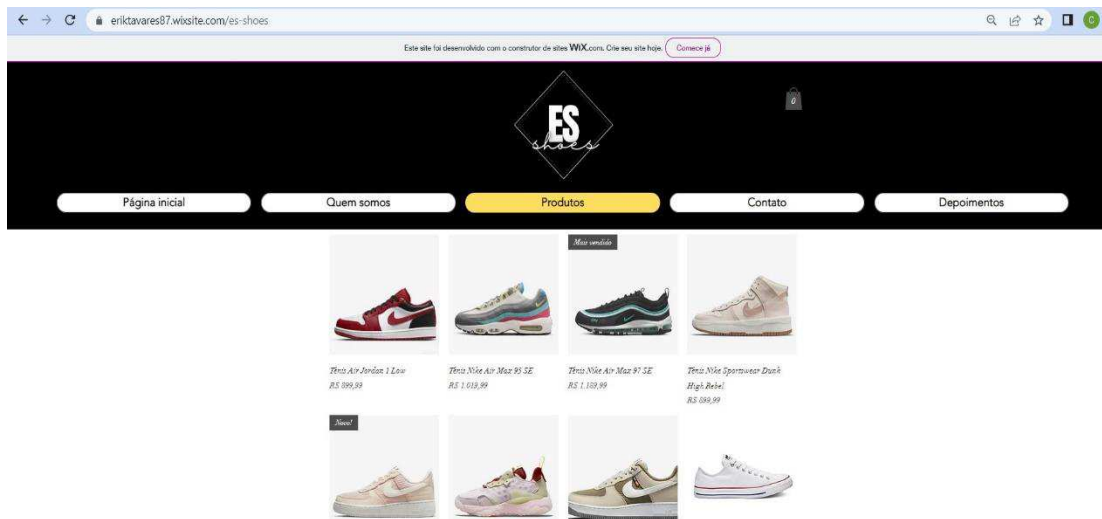 eriktavares87.wixsite.com/es-shoes
C
Este site foi desenvolvido com o construtor de sites WiX.com. Crie seu site hoje. Comece já
0
ES
shoes
Página inicial Quem somos Produtos Contato Depoimentos
Mais vendido
Tênis Air Jordan 1 Low Tênis Nike Air Max 95 SE Tênis Nike Air Max 97 SE Tênis Nike Sportswear Dunk
High Rebel
R$ 899,99 R$ 1.019,99 R$ 1.189,99 R$ 899,99
Novo!